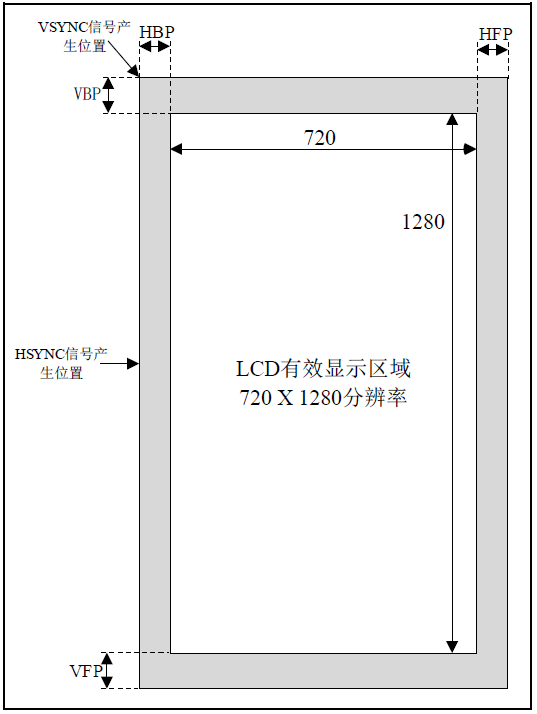 VSYNC信号产
生位置
HBP
HFP
VBP
720
1280
HSYNC信号产
生位置
LCD有效显示区域
720 X 1280分辨率
VFP